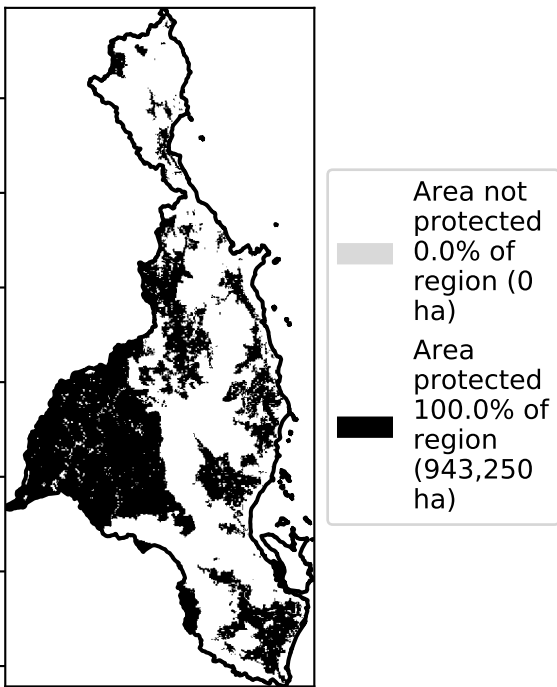 Area not
protected
0.0% of
region (0
ha)
Area
protected
100.0% of
region
(943,250
ha)